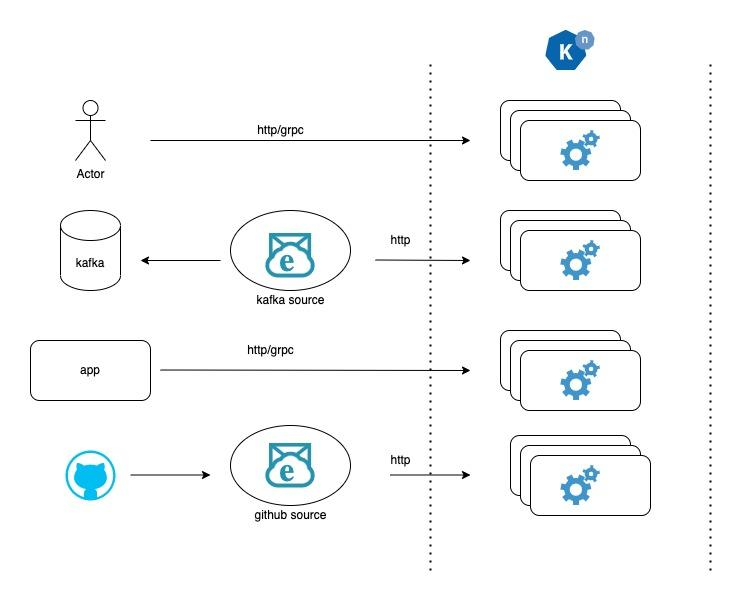 K n
http/grpc
Actor
kafka
e
http
kafka source
app
http/grpc
e
http
github source